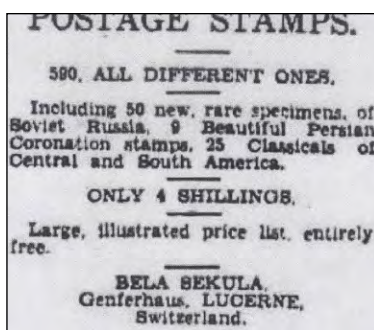 POSTAGE STAMPS.
590, ALL DIFFERENT ONES.
Including 50 new, rare specimens, of
Soviet Russia, 9 Beautiful Persian
Coronation stamps, 25 Classicals of
Central and South America.
ONLY 4 SHILLINGS.
Large, illustrated price list, entirely
free.
BELA SEKULA,
Genferhaus, LUCERNE,
Switzerland.